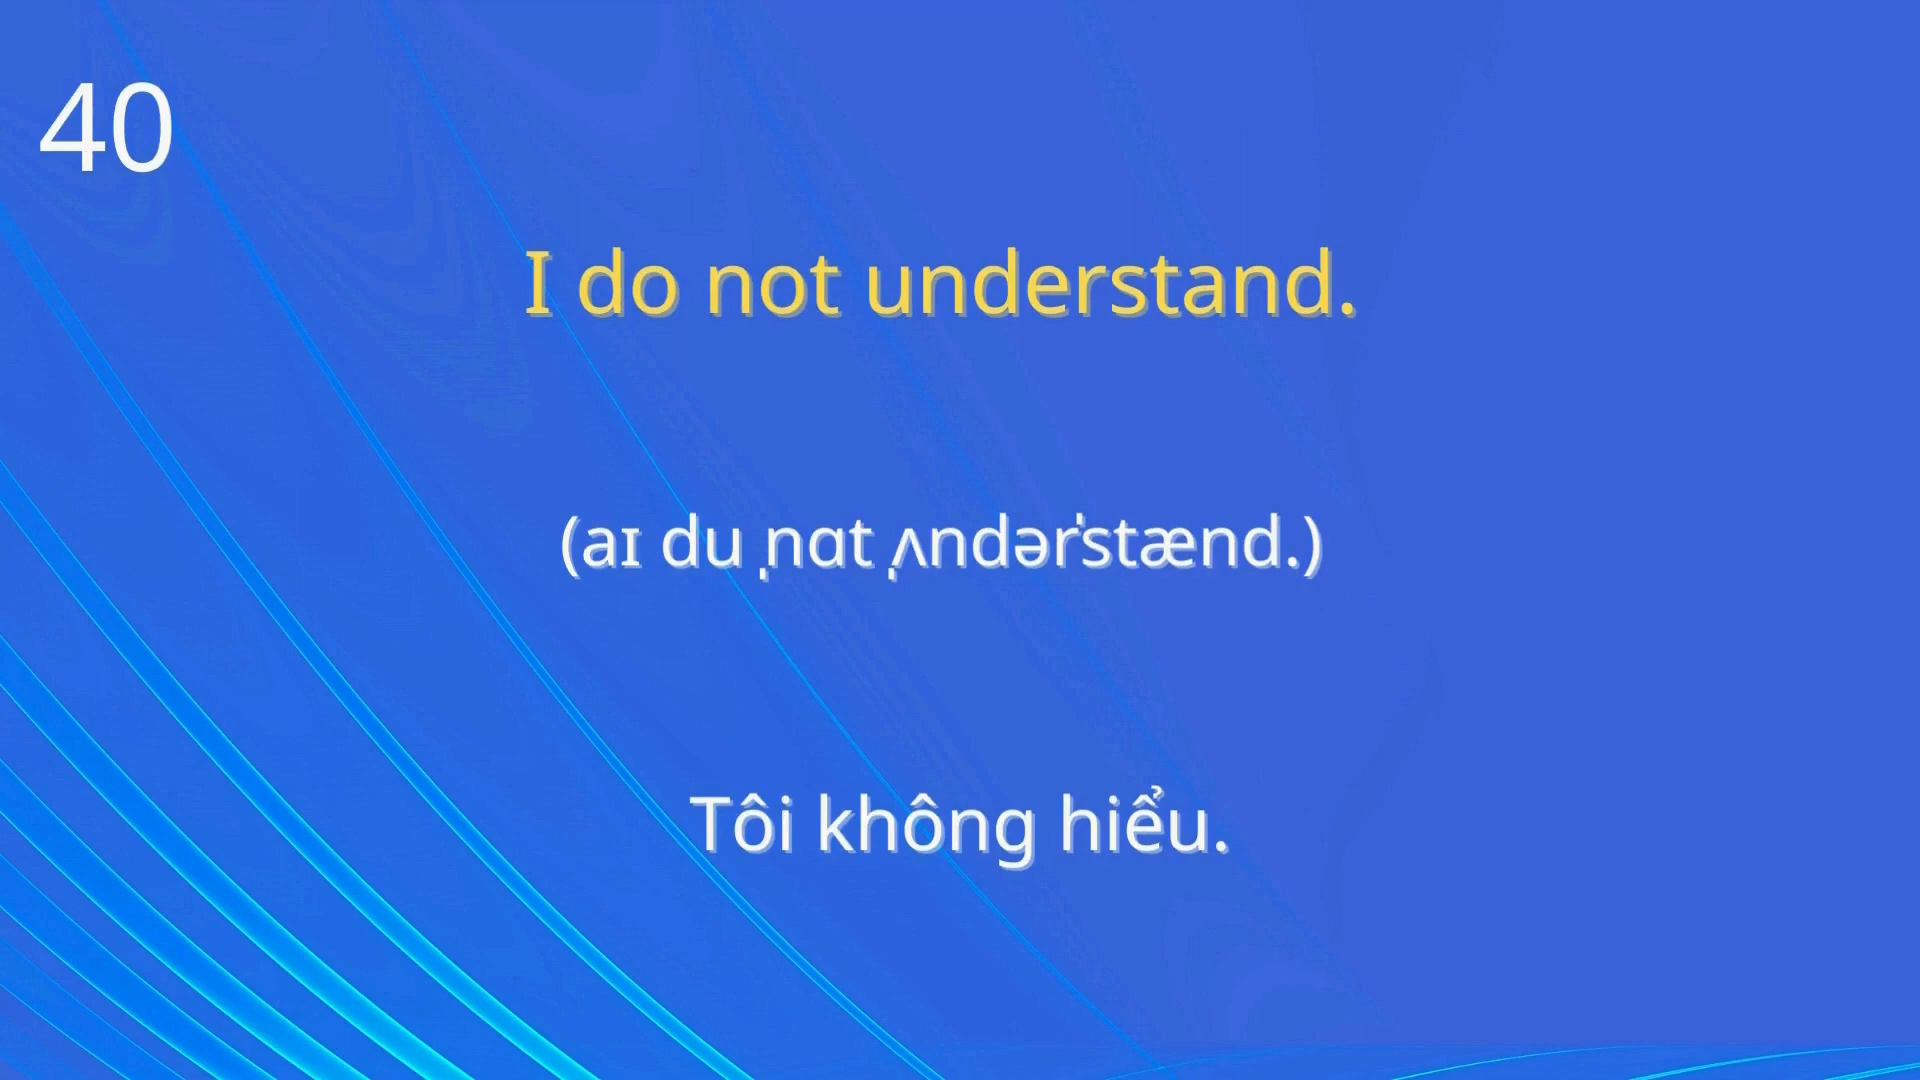 40
I do not understand.
(aɪ du ˌnɑt ˌʌndərˈstænd.)
Tôi không hiểu.